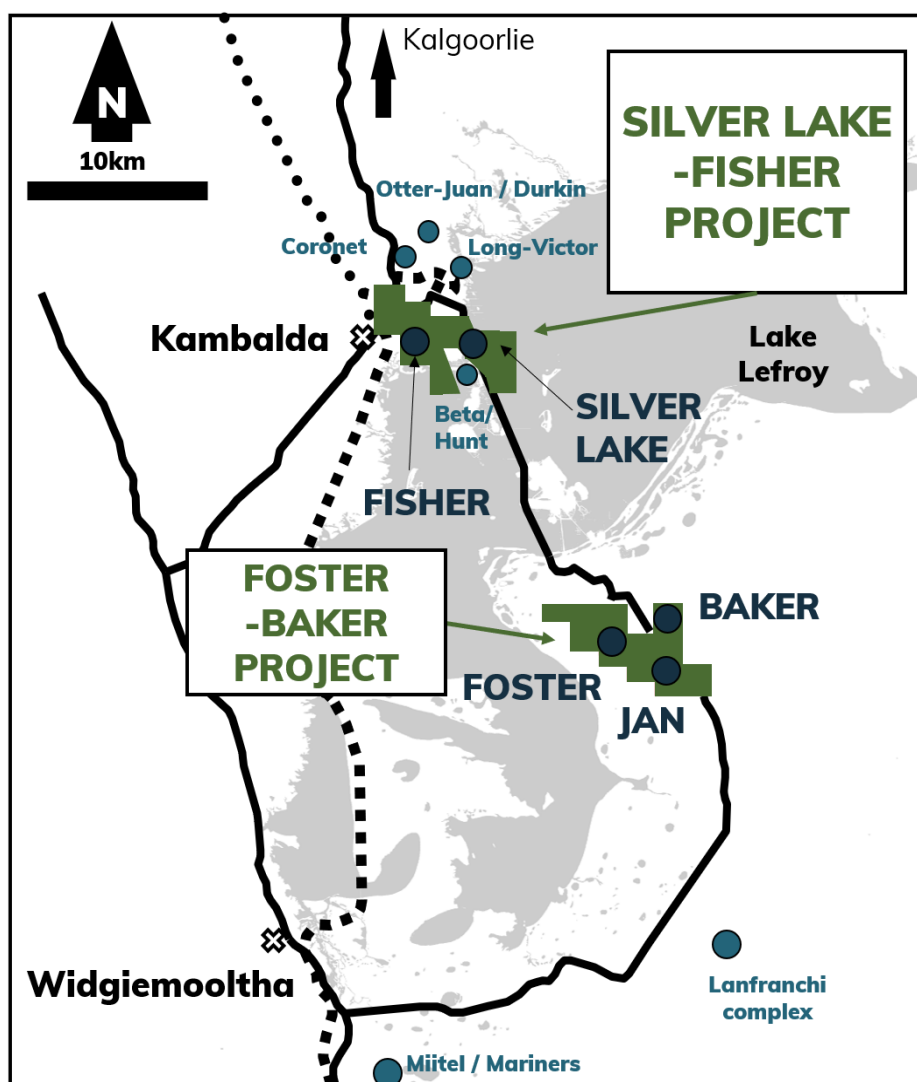 Kalgoorlie
N
10km
SILVER LAKE
-FISHER
PROJECT
Otter-Juan / Durkin
Coronet
Long-Victor
Kambalda
Lake
Lefroy
Beta/
Hunt
SILVER
LAKE
FISHER
FOSTER
-BAKER
PROJECT
BAKER
FOSTER
JAN
Widgiemooltha
Lanfranchi
complex
Miitel / Mariners